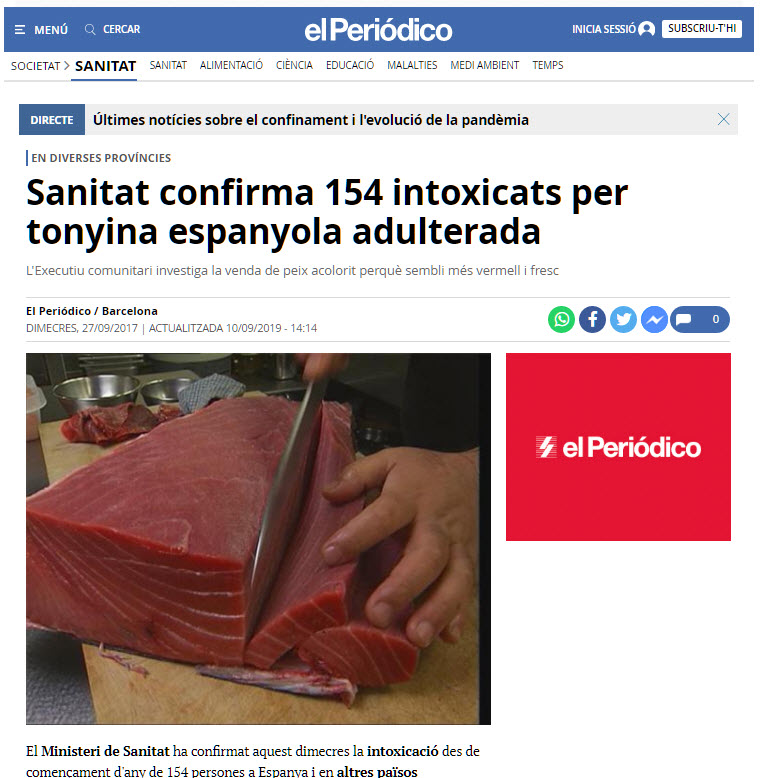 MENÚ
CERCAR
el Periódico
INICIA SESSIÓ
SUBSCRIU-T'HI
SOCIETAT > SANITAT
SANITAT ALIMENTACIÓ CIÈNCIA EDUCACIÓ MALALTIES MEDI AMBIENT TEMPS
DIRECTE Últimes notícies sobre el confinament i l'evolució de la pandèmia
EN DIVERSES PROVÍNCIES
Sanitat confirma 154 intoxicats per
tonyina espanyola adulterada
L'Executiu comunitari investiga la venda de peix acolorit perquè sembli més vermell i fresc
El Periódico / Barcelona
DIMECRES, 27/09/2017 | ACTUALITZADA 10/09/2019 - 14:14
0
el Periódico
El Ministeri de Sanitat ha confirmat aquest dimecres la intoxicació des de
començament d'any de 154 persones a Espanya i en altres països